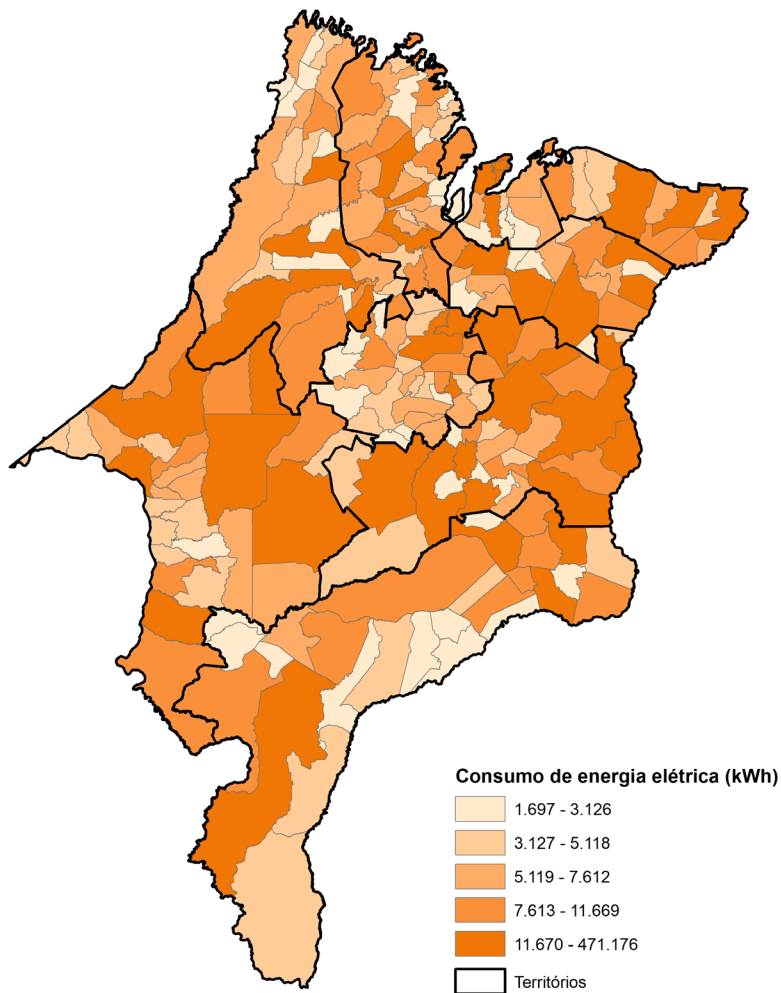 Consumo de energia elétrica (kWh)
1.697 - 3.126
3.127 - 5.118
5.119 - 7.612
7.613 - 11.669
11.670 - 471.176
Territórios